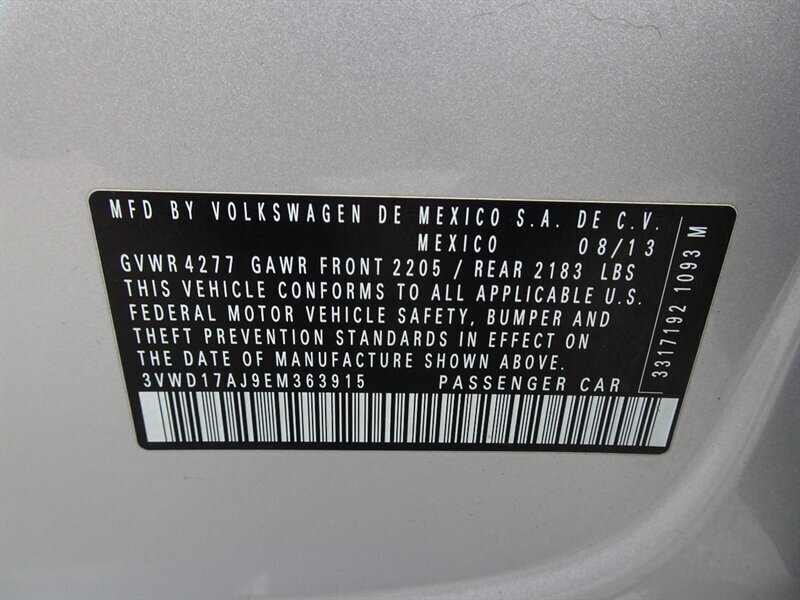 MFD BY VOLKSWAGEN DE MEXICO S.A. DE C.V.
MEXICO 08/13
GVWR 4277 GAWR FRONT 2205 / REAR 2183 LBS
THIS VEHICLE CONFORMS TO ALL APPLICABLE U.S.
FEDERAL MOTOR VEHICLE SAFETY, BUMPER AND
THEFT PREVENTION STANDARDS IN EFFECT ON
THE DATE OF MANUFACTURE SHOWN ABOVE.
3VWD17AJ9EM363915 PASSENGER CAR
3317192 1093 M